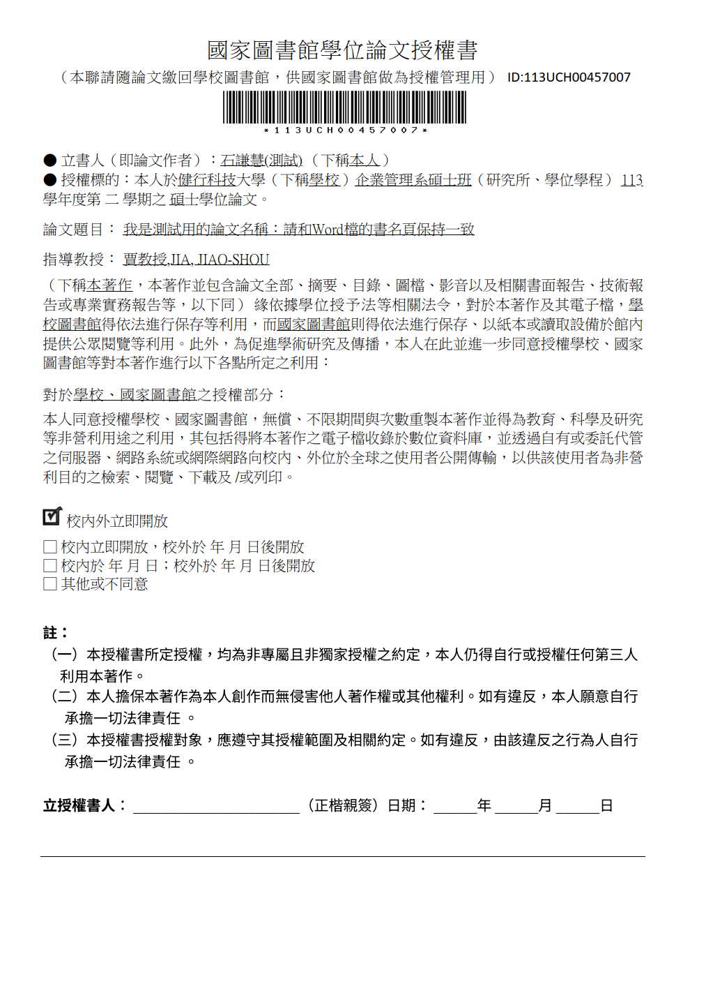 國家圖書館學位論文授權書
（本聯請隨論文繳回學校圖書館，供國家圖書館做為授權管理用） ID:113UCH00457007
*113UCH00457007*
● 立書人（即論文作者）：石謙慧(測試)（下稱本人）
● 授權標的：本人於健行科技大學（下稱學校）企業管理系碩士班（研究所、學位學程） 113
學年度第 二 學期之 碩士學位論文。
論文題目： 我是測試用的論文名稱：請和Word檔的書名頁保持一致
指導教授： 賈教授,JIA, JIAO-SHOU
（下稱本著作，本著作並包含論文全部、摘要、目錄、圖檔、影音以及相關書面報告、技術報
告或專業實務報告等，以下同） 緣依據學位授予法等相關法令，對於本著作及其電子檔，學
校圖書館得依法進行保存等利用，而國家圖書館則得依法進行保存、以紙本或讀取設備於館內
提供公眾閱覽等利用。此外，為促進學術研究及傳播，本人在此並進一步同意授權學校、國家
圖書館等對本著作進行以下各點所定之利用：
對於學校、國家圖書館之授權部分：
本人同意授權學校、國家圖書館，無償、不限期間與次數重製本著作並得為教育、科學及研究
等非營利用途之利用，其包括得將本著作之電子檔收錄於數位資料庫，並透過自有或委託代管
之伺服器、網路系統或網際網路向校內、外位於全球之使用者公開傳輸，以供該使用者為非營
利目的之檢索、閱覽、下載及 /或列印。
☑ 校內外立即開放
□ 校內立即開放，校外於 年 月 日後開放
□ 校內於 年 月 日；校外於 年 月 日後開放
□ 其他或不同意
註：
（一）本授權書所定授權，均為非專屬且非獨家授權之約定，本人仍得自行或授權任何第三人
利用本著作。
（二）本人擔保本著作為本人創作而無侵害他人著作權或其他權利。如有違反，本人願意自行
承擔一切法律責任 。
（三）本授權書授權對象，應遵守其授權範圍及相關約定。如有違反，由該違反之行為人自行
承擔一切法律責任 。
立授權書人： _______________________（正楷親簽）日期： ______年 ______月 ______日